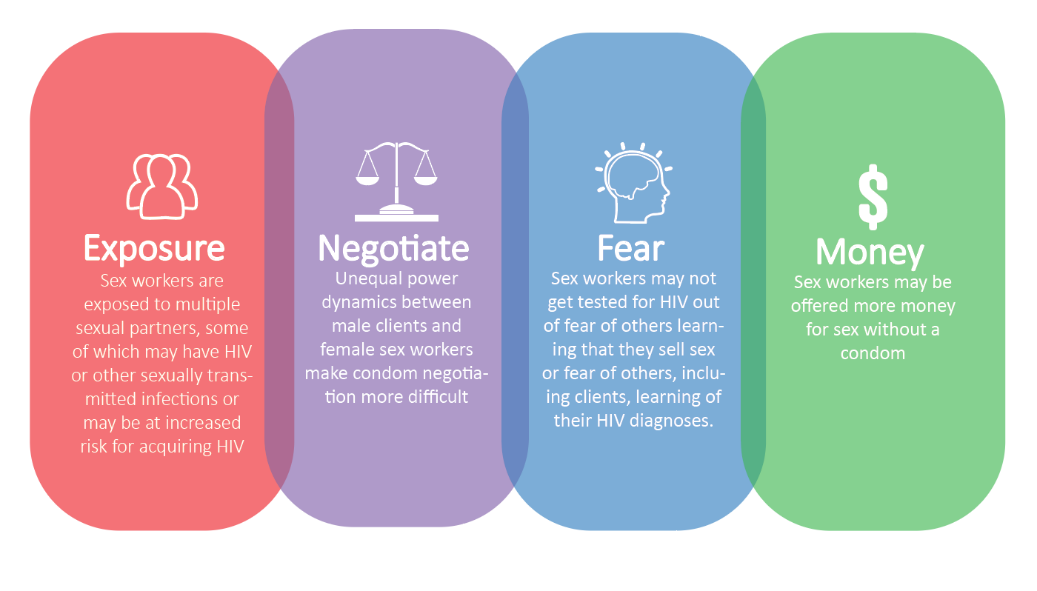 Exposure
Sex workers are
exposed to multiple
sexual partners, some
of which may have HIV
or other sexually trans-
mitted infections or
may be at increased
risk for acquiring HIV
Negotiate
Unequal power
dynamics between
male clients and
female sex workers
make condom negotia-
tion more difficult
Fear
Sex workers may not
get tested for HIV out
of fear of others learn-
ing that they sell sex
or fear of others, inclu-
ing clients, learning of
their HIV diagnoses.
$
Money
Sex workers may be
offered more money
for sex without a
condom